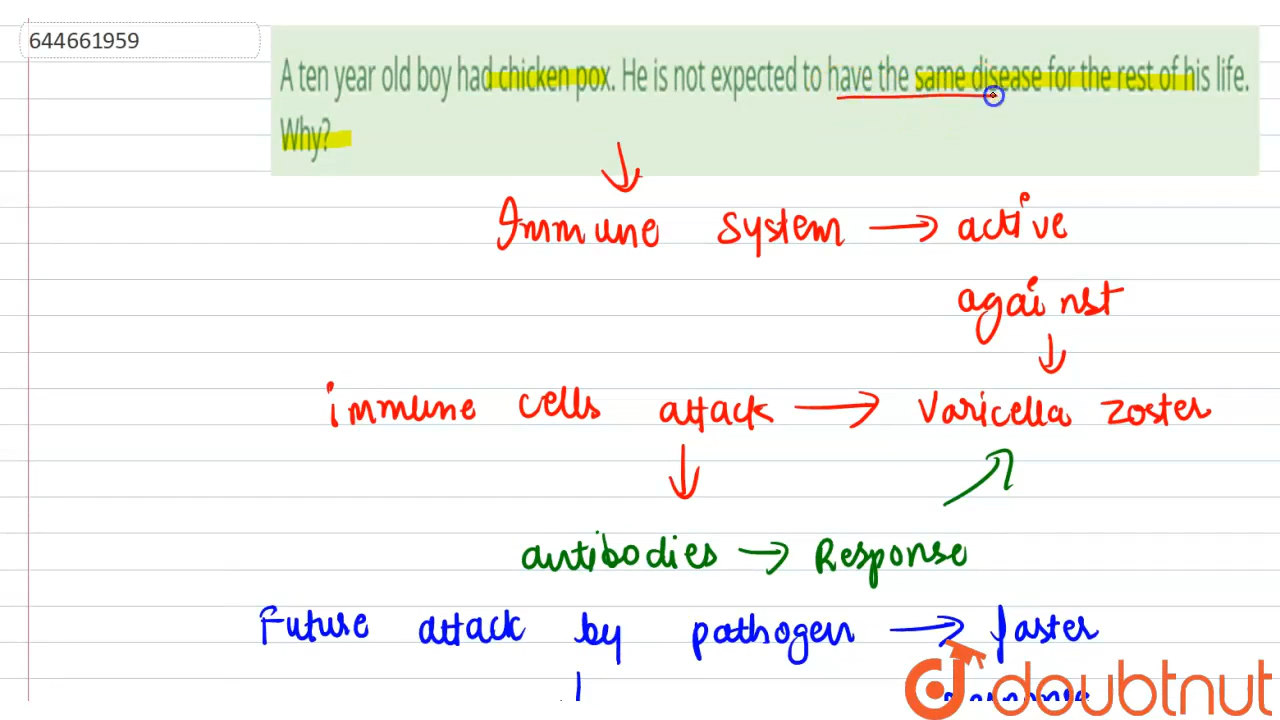 644661959
A ten year old boy had chicken pox. He is not expected to have the same disease for the rest of his life.
Why?
Immune system → active
against
immune cells attack → Varicella zoster
antibodies → Response
Future attack by pathogen → faster
doubtnut